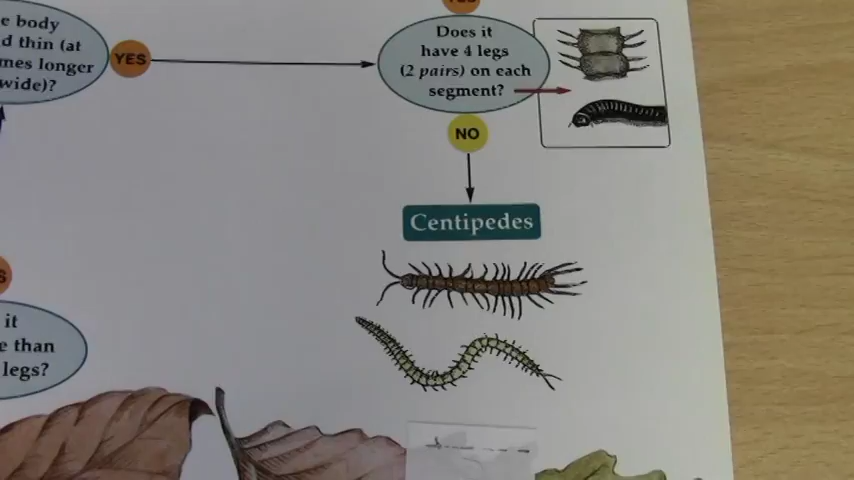 e body
d thin (at
mes longer
wide)?
YES
YES
Does it
have 4 legs
(2 pairs) on each
segment?
NO
Centipedes
S
it
e than
legs?